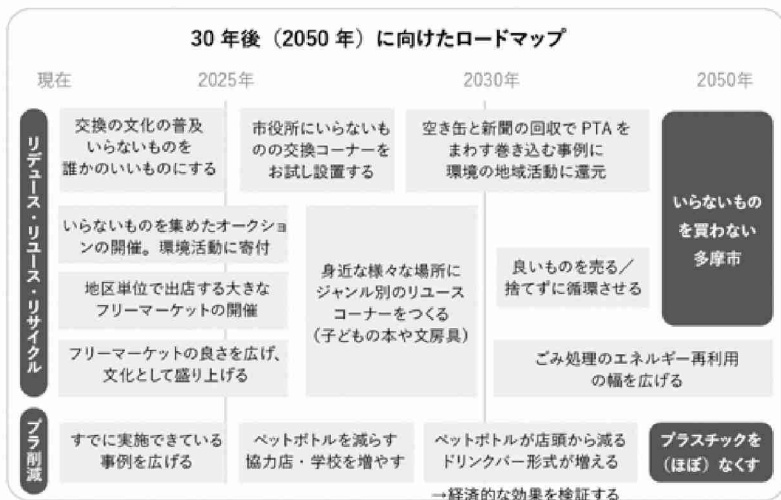 30年後（2050年）に向けたロードマップ
現在
2025年
2030年
2050年
リデュース・リユース・リサイクル
交換の文化の普及
いらないものを
誰かのいいものにする
市役所にいらないも
のの交換コーナーを
お試し設置する
空き缶と新聞の回収でPTAを
まわす巻き込む事例に
環境の地域活動に還元
いらないもの
を買わない
多摩市
いらないものを集めたオークショ
ンの開催。環境活動に寄付
地区単位で出店する大きな
フリーマーケットの開催
フリーマーケットの良さを広げ、
文化として盛り上げる
身近な様々な場所に
ジャンル別のリユース
コーナーをつくる
（子どもの本や文房具）
良いものを売る／
捨てずに循環させる
ごみ処理のエネルギー再利用
の幅を広げる
プラ削減
すでに実施できている
事例を広げる
ペットボトルを減らす
協力店・学校を増やす
ペットボトルが店頭から減る
ドリンクバー形式が増える
→経済的な効果を検証する
プラスチックを
（ほぼ）なくす